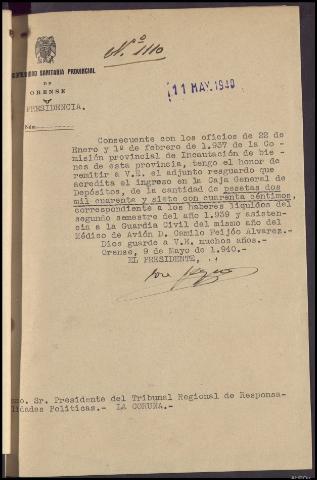 Nº 1110
MANCOMUNIDAD SANITARIA PROVINCIAL
DE
ORENSE
PRESIDENCIA.
Núm.
11 MAY. 1940
Consecuente con los oficios de 22 de
Enero y 1º de febrero de 1.937 de la Co-
misión provincial de Incautación de bie-
nes de esta provincia, tengo el honor de
remitir a V.E. el adjunto resguardo que
acredita el ingreso en la Caja General de
Depósitos, de la cantidad de pesetas dos
mil cuarenta y siete con cuarenta céntimos,
correspondiente a los haberes líquidos del
segundo semestre del año 1.939 y asisten-
cia a la Guardia Civil del mismo año del
Médico de Avión D. Camilo Feijóo Alvarez.-
Dios guarde a V.E. muchos años.-
Orense, 9 de Mayo de 1.940.-
EL PRESIDENTE,
mo. Sr. Presidente del Tribunal Regional de Responsa-
lidades Politicas.- LA CORUÑA.-